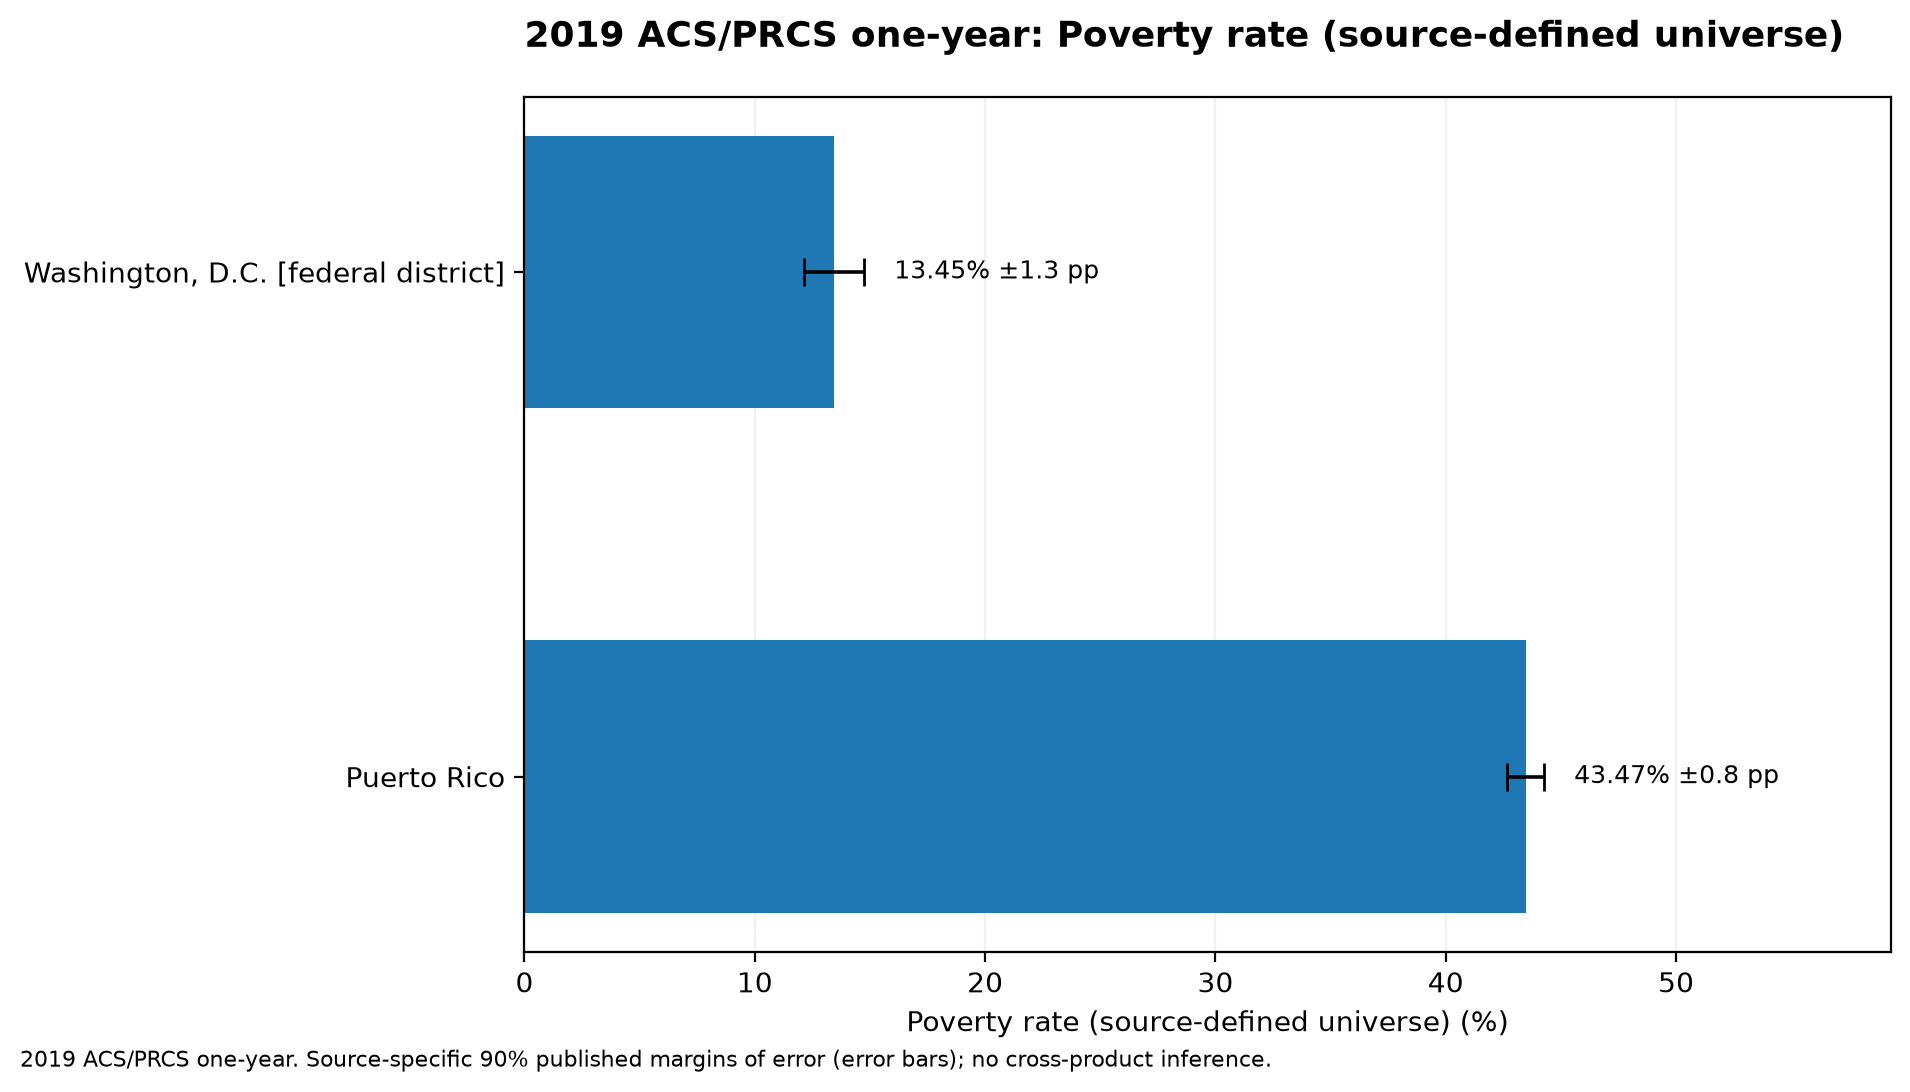 2019 ACS/PRCS one-year: Poverty rate (source-defined universe)
Washington, D.C. [federal district]
13.45% ±1.3 pp
Puerto Rico
43.47% ±0.8 pp
0 10 20 30 40 50
Poverty rate (source-defined universe) (%)
2019 ACS/PRCS one-year. Source-specific 90% published margins of error (error bars); no cross-product inference.